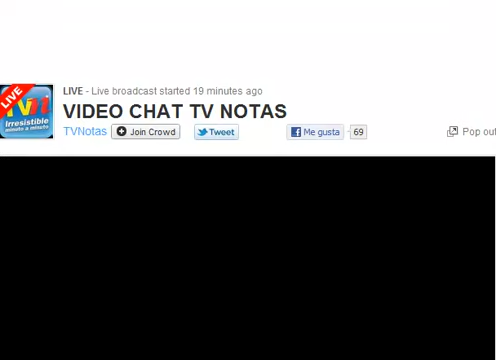 LIVE - Live broadcast started 19 minutes ago
VIDEO CHAT TV NOTAS
TVNotas Join Crowd Tweet Me gusta 69 Pop out
LIVE
TVn
Irresistible
minuto a minuto